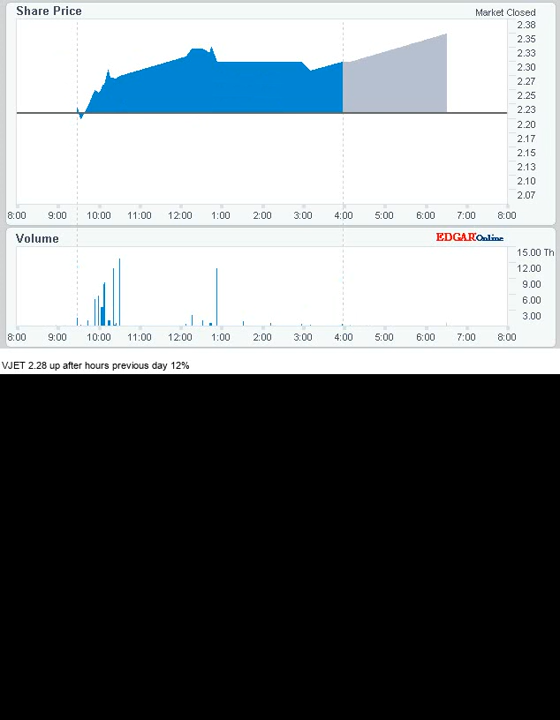 Share Price
Market Closed
2.38
2.35
2.33
2.30
2.27
2.25
2.23
2.20
2.17
2.15
2.13
2.10
2.07
8:00 9:00 10:00 11:00 12:00 1:00 2:00 3:00 4:00 5:00 6:00 7:00 8:00
Volume
EDGAR Online
15.00 Th
12.00
9.00
6.00
3.00
8:00 9:00 10:00 11:00 12:00 1:00 2:00 3:00 4:00 5:00 6:00 7:00 8:00
VJET 2.28 up after hours previous day 12%